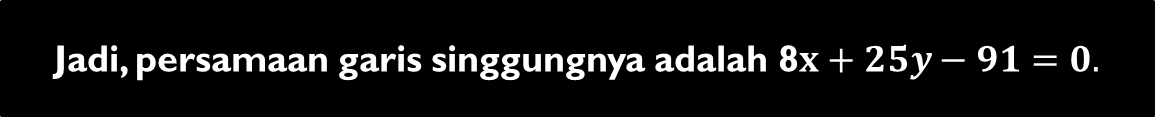 Jadi, persamaan garis singgungnya adalah 8x + 25y − 91 = 0.